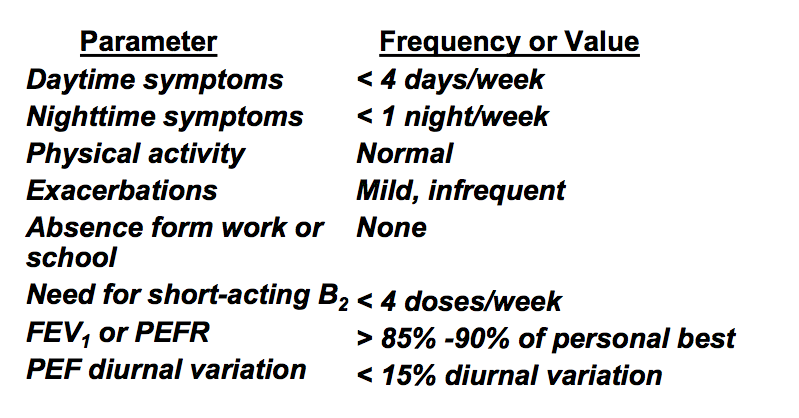 Parameter Frequency or Value
Daytime symptoms < 4 days/week
Nighttime symptoms < 1 night/week
Physical activity Normal
Exacerbations Mild, infrequent
Absence form work or None
school
Need for short-acting B₂ < 4 doses/week
FEV₁ or PEFR > 85% -90% of personal best
PEF diurnal variation < 15% diurnal variation